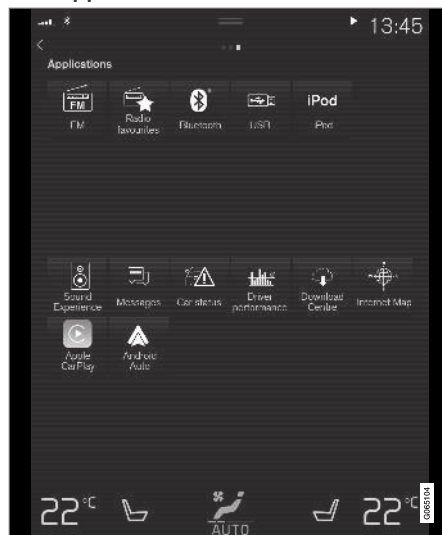 13:45
Applications
FM
iPod
FM
Radio
favourites
Bluetooth
USB
iPod
Sound
Experience
Messages
Car status
Driver
performance
Download
Centre
Internet Map
Apple
CarPlay
Android
Auto
22°C
AUTO
22°C
G065104